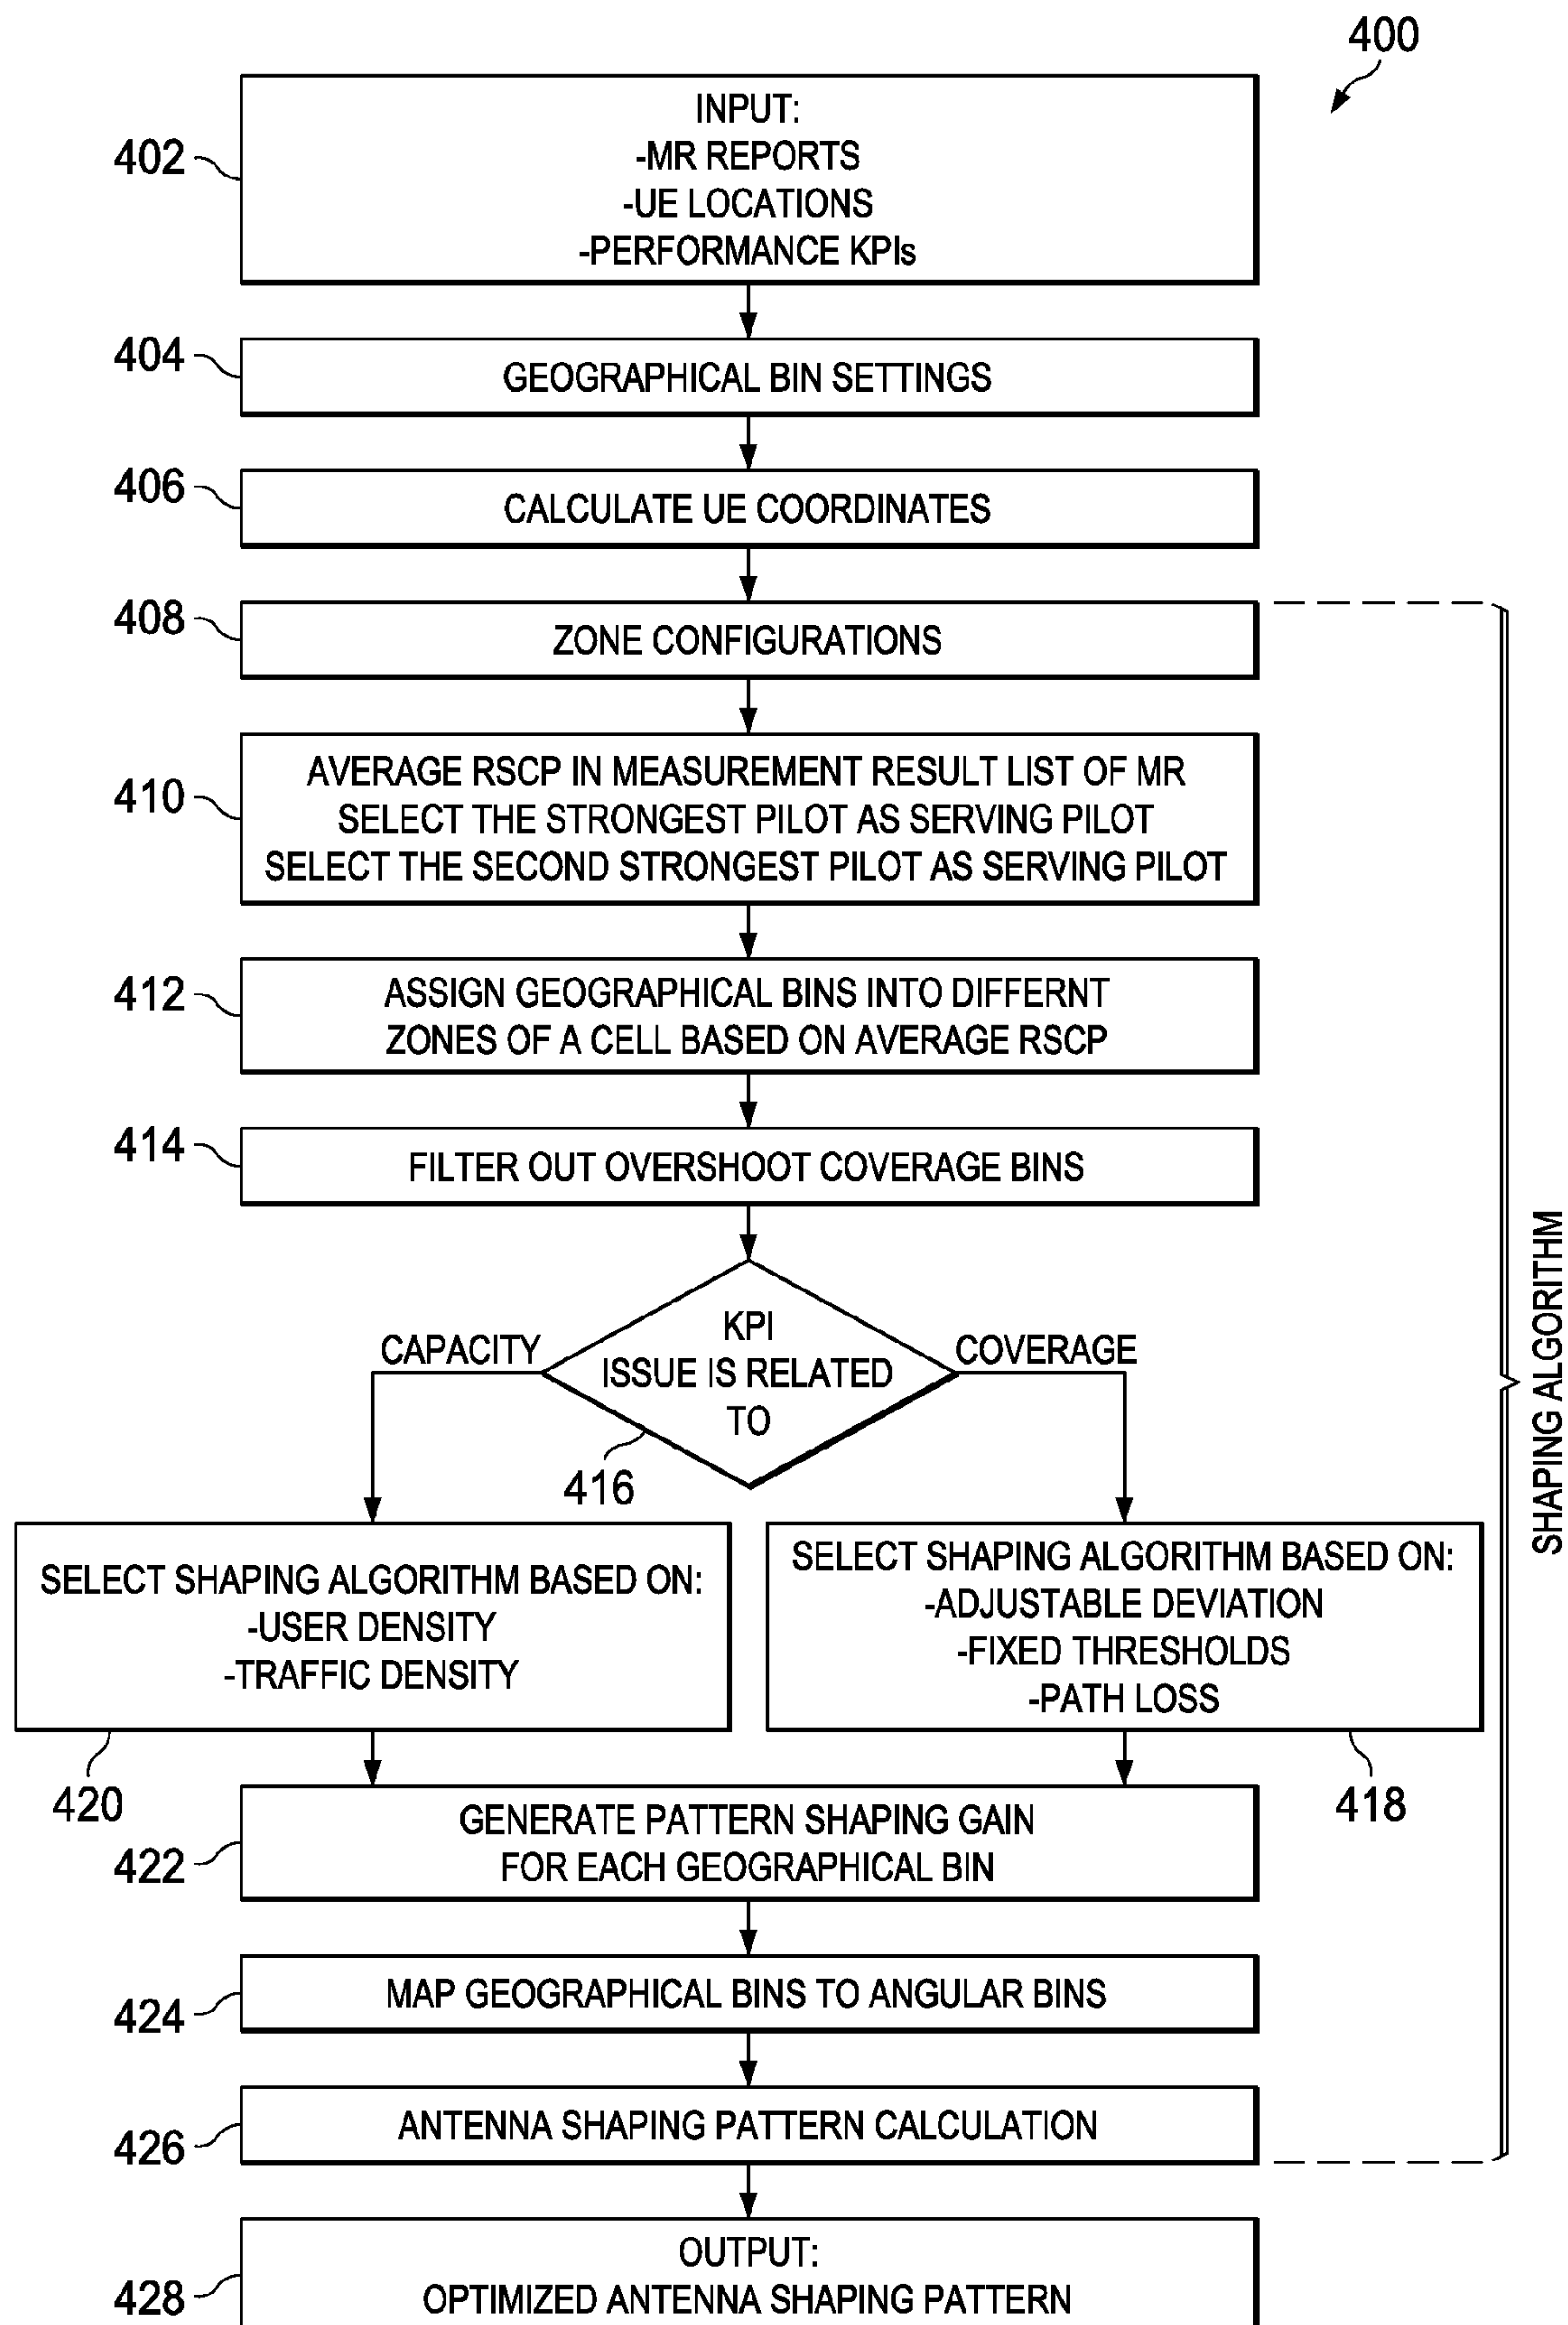 400
402
INPUT:
-MR REPORTS
-UE LOCATIONS
-PERFORMANCE KPIs
404
GEOGRAPHICAL BIN SETTINGS
406
CALCULATE UE COORDINATES
408
ZONE CONFIGURATIONS
410
AVERAGE RSCP IN MEASUREMENT RESULT LIST OF MR
SELECT THE STRONGEST PILOT AS SERVING PILOT
SELECT THE SECOND STRONGEST PILOT AS SERVING PILOT
412
ASSIGN GEOGRAPHICAL BINS INTO DIFFERNT
ZONES OF A CELL BASED ON AVERAGE RSCP
414
FILTER OUT OVERSHOOT COVERAGE BINS
KPI
ISSUE IS RELATED
TO
416
CAPACITY
COVERAGE
SELECT SHAPING ALGORITHM BASED ON:
-USER DENSITY
-TRAFFIC DENSITY
420
SELECT SHAPING ALGORITHM BASED ON:
-ADJUSTABLE DEVIATION
-FIXED THRESHOLDS
-PATH LOSS
418
422
GENERATE PATTERN SHAPING GAIN
FOR EACH GEOGRAPHICAL BIN
424
MAP GEOGRAPHICAL BINS TO ANGULAR BINS
426
ANTENNA SHAPING PATTERN CALCULATION
SHAPING ALGORITHM
428
OUTPUT:
OPTIMIZED ANTENNA SHAPING PATTERN